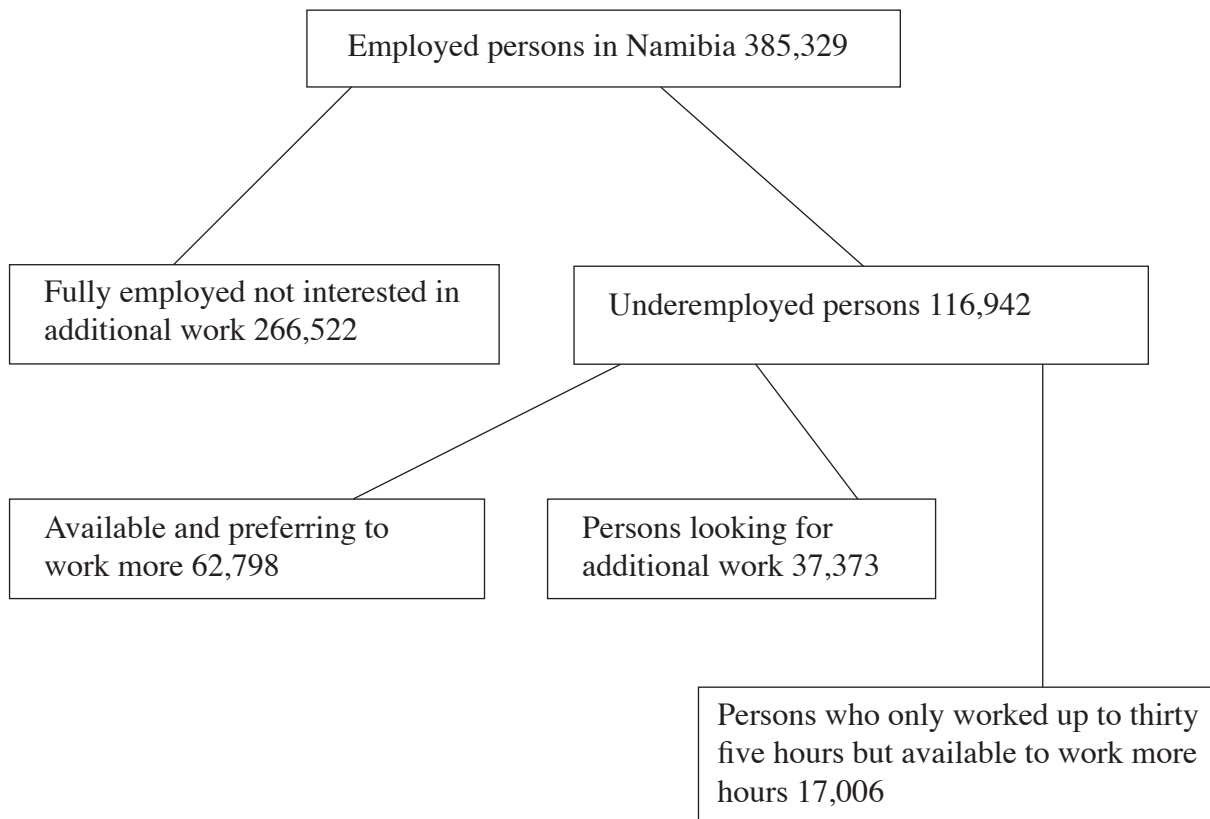 Employed persons in Namibia 385,329
Fully employed not interested in
additional work 266,522
Underemployed persons 116,942
Available and preferring to
work more 62,798
Persons looking for
additional work 37,373
Persons who only worked up to thirty
five hours but available to work more
hours 17,006